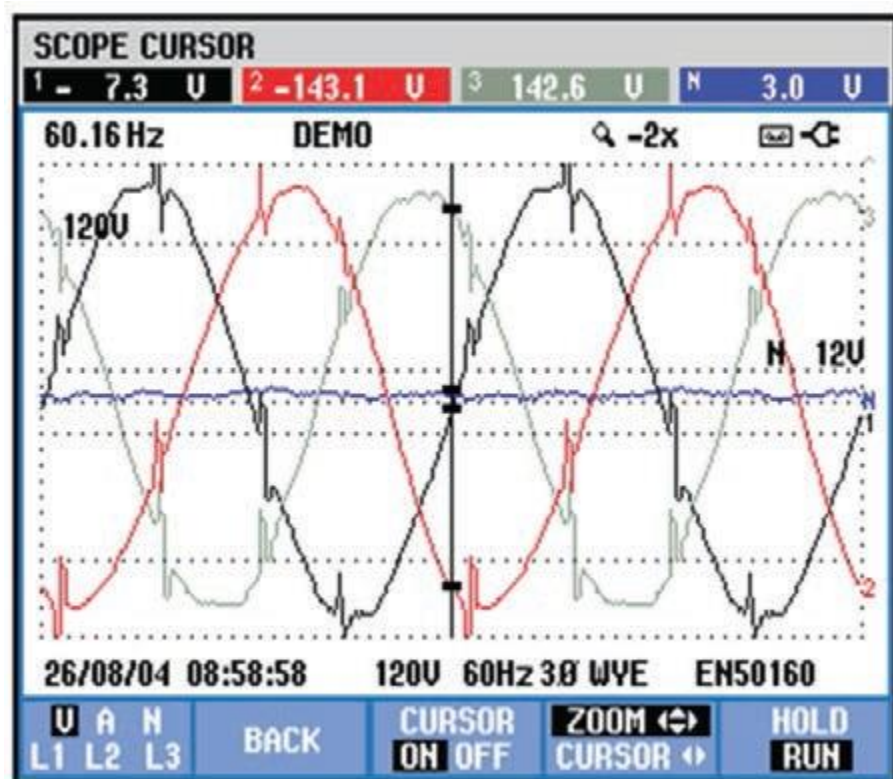 SCOPE CURSOR
1 - 7.3 V 2 -143.1 V 3 142.6 V N 3.0 V
60.16 Hz DEMO -2x
120V
3
N 12V
N
1
2
26/08/04 08:58:58 120V 60Hz 3.Ø WYE EN50160
V A N
L1 L2 L3
BACK
CURSOR
ON OFF
ZOOM
CURSOR
HOLD
RUN